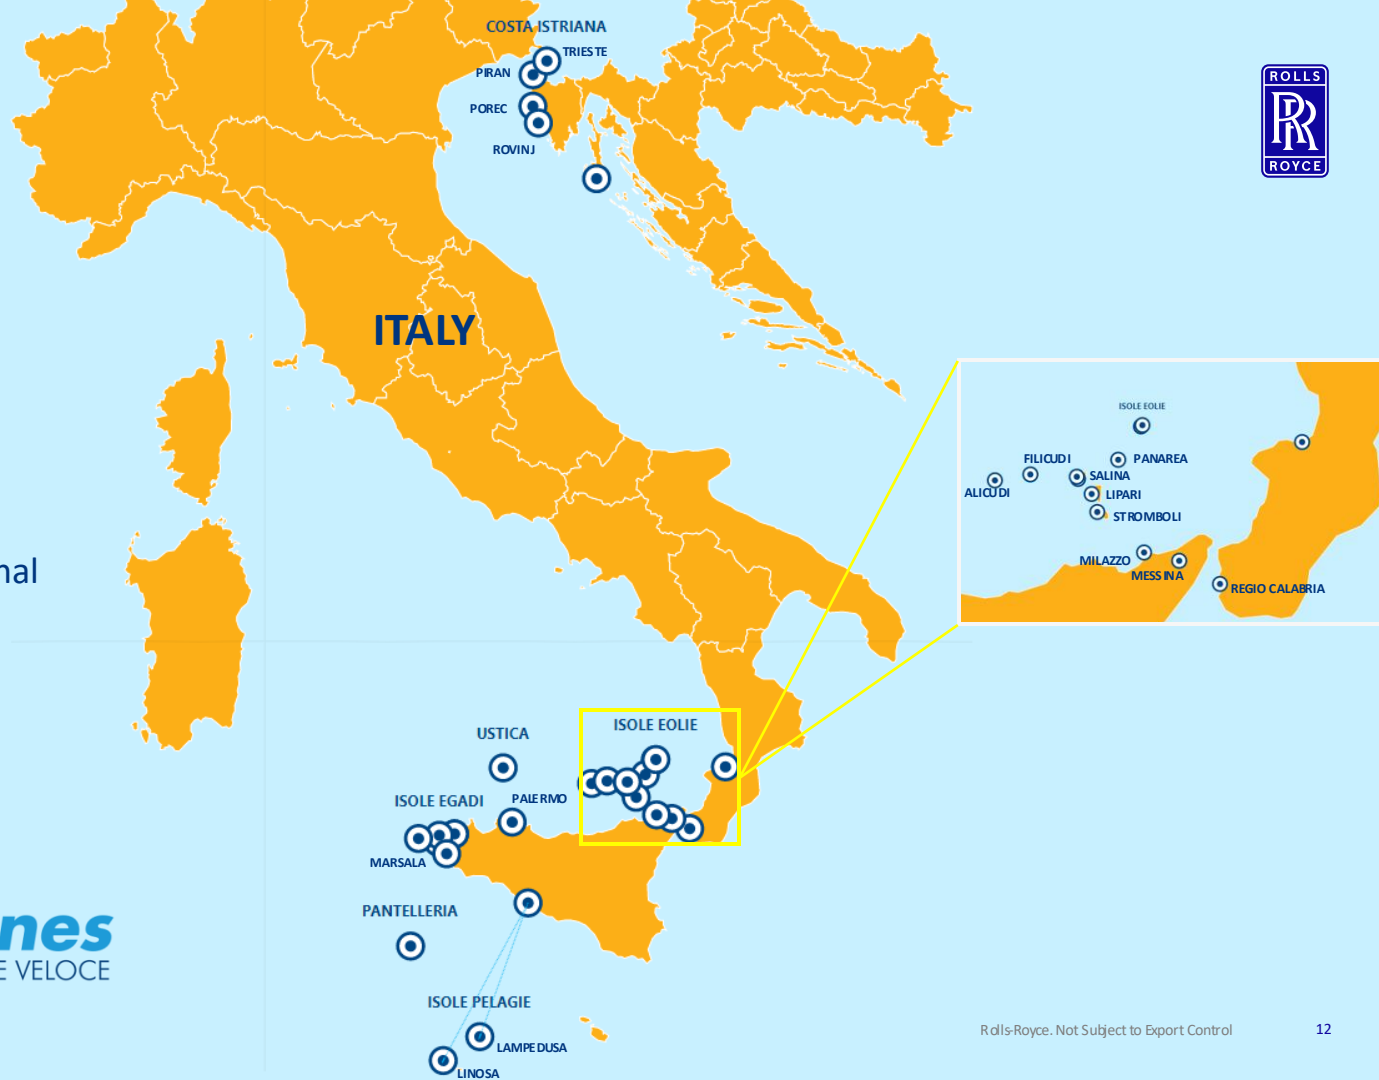 COSTA ISTRIANA
TRIESTE
PIRAN
POREC
ROVINJ
ROLLS
RR
ROYCE
ITALY
ISOLE EOLIE
FILICUDI
PANAREA
SALINA
ALICUDI
LIPARI
STROMBOLI
MILAZZO
MESSINA
REGIO CALABRIA
nal
ISOLE EOLIE
USTICA
PALERMO
ISOLE EGADI
MARSALA
PANTELLERIA
nes
E VELOCE
ISOLE PELAGIE
LAMPEDUSA
LINOSA
Rolls-Royce. Not Subject to Export Control
12